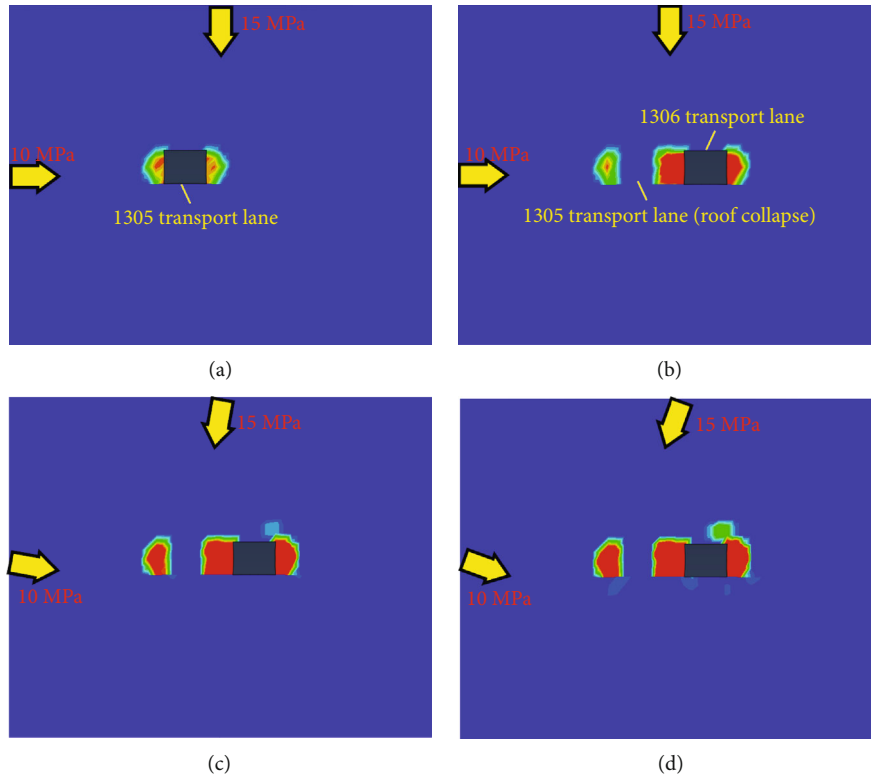 15 MPa
10 MPa
1305 transport lane
(a)
15 MPa
1306 transport lane
10 MPa
1305 transport lane (roof collapse)
(b)
15 MPa
10 MPa
(c)
15 MPa
10 MPa
(d)